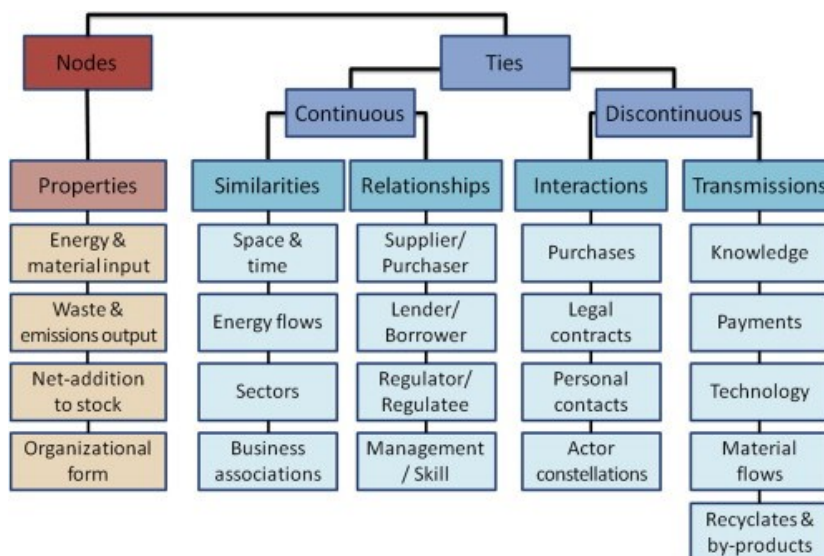 Nodes
Ties
Continuous
Discontinuous
Properties
Similarities
Relationships
Interactions
Transmissions
Energy &
material input
Space &
time
Supplier/
Purchaser
Purchases
Knowledge
Waste &
emissions output
Energy flows
Lender/
Borrower
Legal
contracts
Payments
Net-addition
to stock
Sectors
Regulator/
Regulatee
Personal
contacts
Technology
Organizational
form
Business
associations
Management
/ Skill
Actor
constellations
Material
flows
Recyclates &
by-products